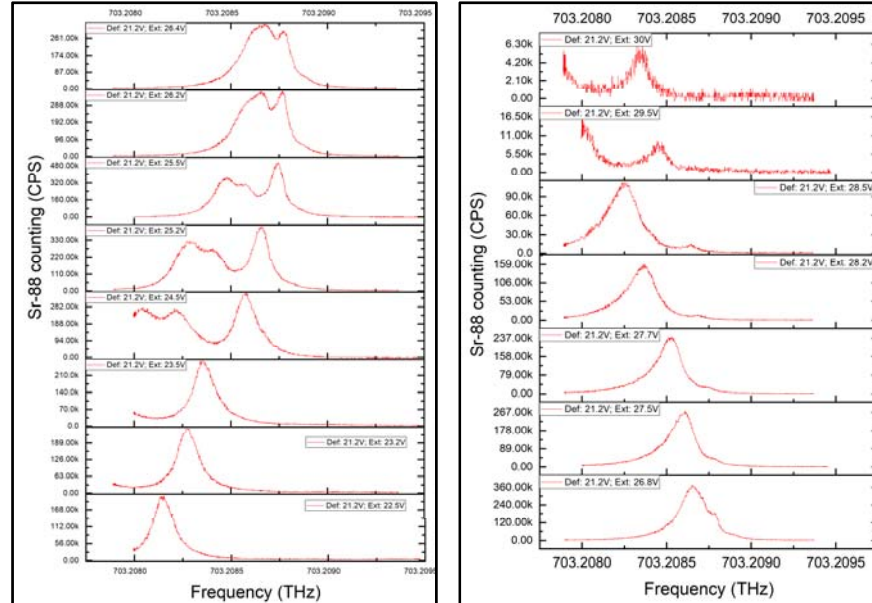 703.2080 703.2085 703.2090 703.2095
Sr-88 counting (CPS)
Def: 21.2V; Ext: 26.4V
261.00k
174.00k
87.00k
0.00
Def: 21.2V; Ext: 26.2V
288.00k
192.00k
96.00k
0.00
Def: 21.2V; Ext: 25.5V
480.00k
320.00k
160.00k
0.00
Def: 21.2V; Ext: 25.2V
330.00k
220.00k
110.00k
0.00
Def: 21.2V; Ext: 24.5V
282.00k
188.00k
94.00k
0.00
Def: 21.2V; Ext: 23.5V
210.0k
140.0k
70.0k
0.0
Def: 21.2V; Ext: 23.2V
189.00k
126.00k
63.00k
0.00
Def: 21.2V; Ext: 22.5V
168.00k
112.00k
56.00k
0.00
703.2080 703.2085 703.2090 703.2095
Frequency (THz)
703.2080 703.2085 703.2090 703.2095
Sr-88 counting (CPS)
Def: 21.2V; Ext: 30V
6.30k
4.20k
2.10k
0.00
Def: 21.2V; Ext: 29.5V
16.50k
11.00k
5.50k
0.00
Def: 21.2V; Ext: 28.5V
90.0k
60.0k
30.0k
0.0
Def: 21.2V; Ext: 28.2V
159.00k
106.00k
53.00k
0.00
Def: 21.2V; Ext: 27.7V
237.00k
158.00k
79.00k
0.00
Def: 21.2V; Ext: 27.5V
267.00k
178.00k
89.00k
0.00
Def: 21.2V; Ext: 26.8V
360.00k
240.00k
120.00k
0.00
703.2080 703.2085 703.2090 703.2095
Frequency (THz)